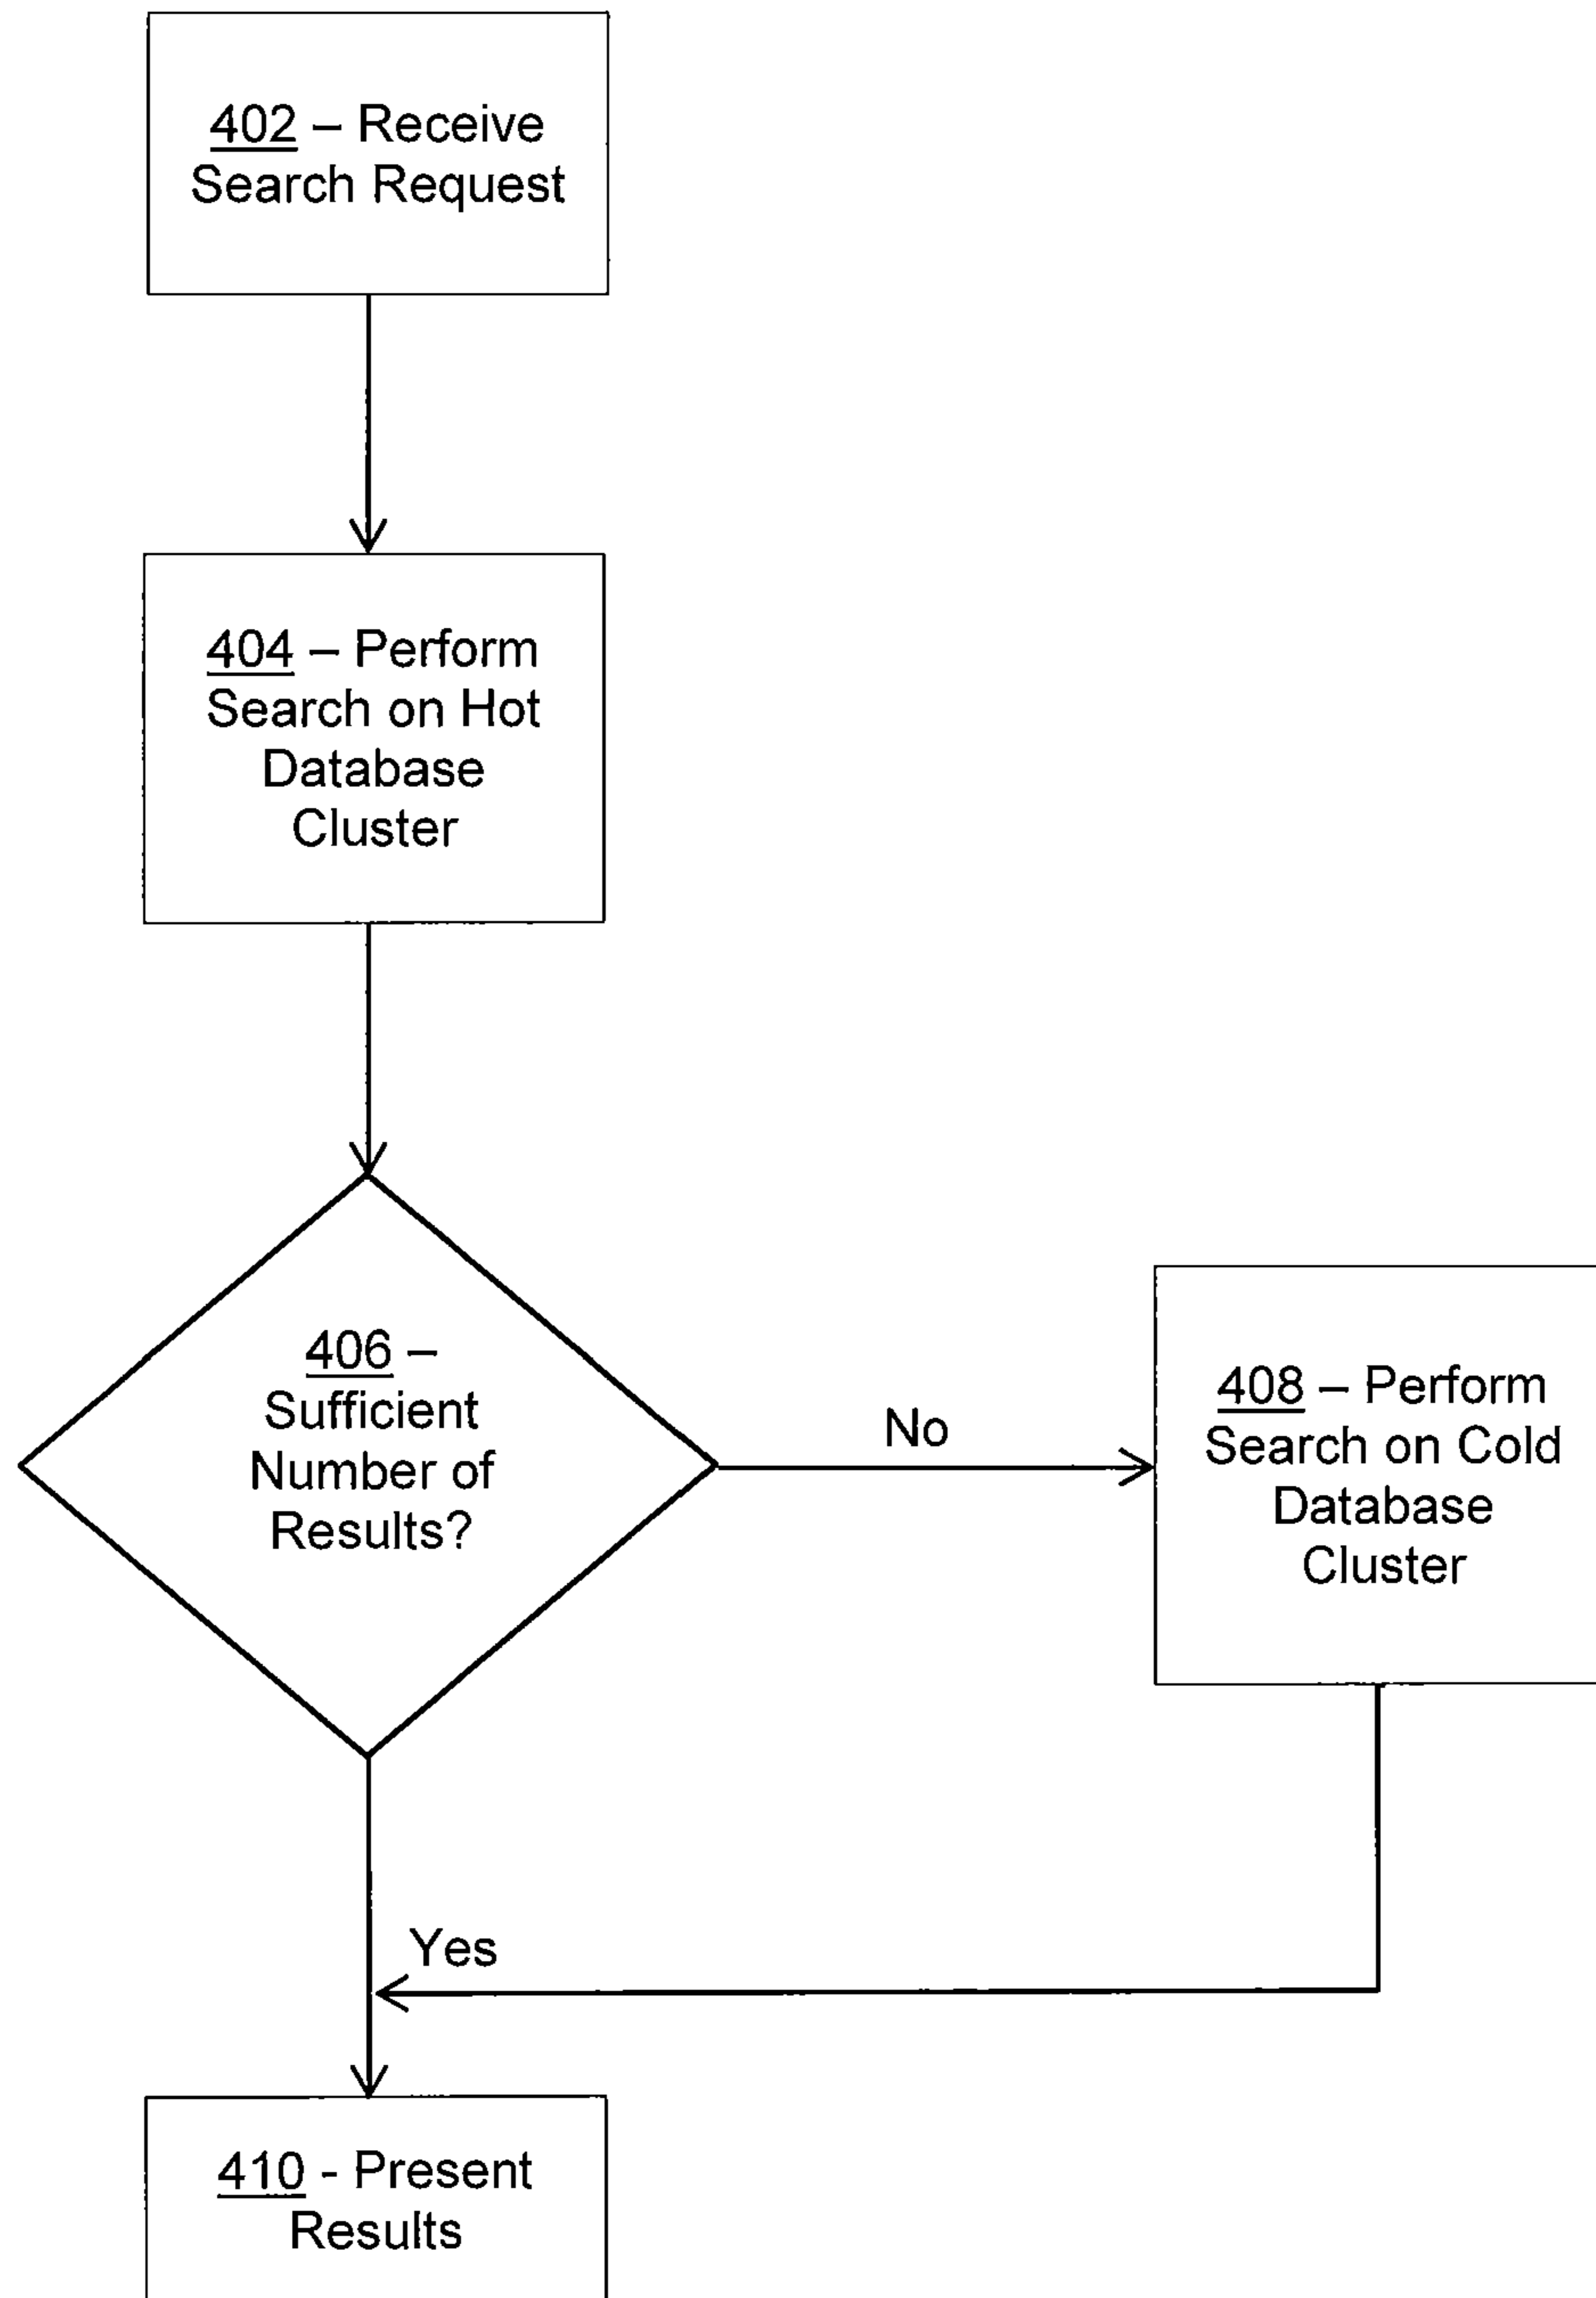 402 – Receive
Search Request
404 – Perform
Search on Hot
Database
Cluster
406 –
Sufficient
Number of
Results?
No
408 – Perform
Search on Cold
Database
Cluster
Yes
410 - Present
Results